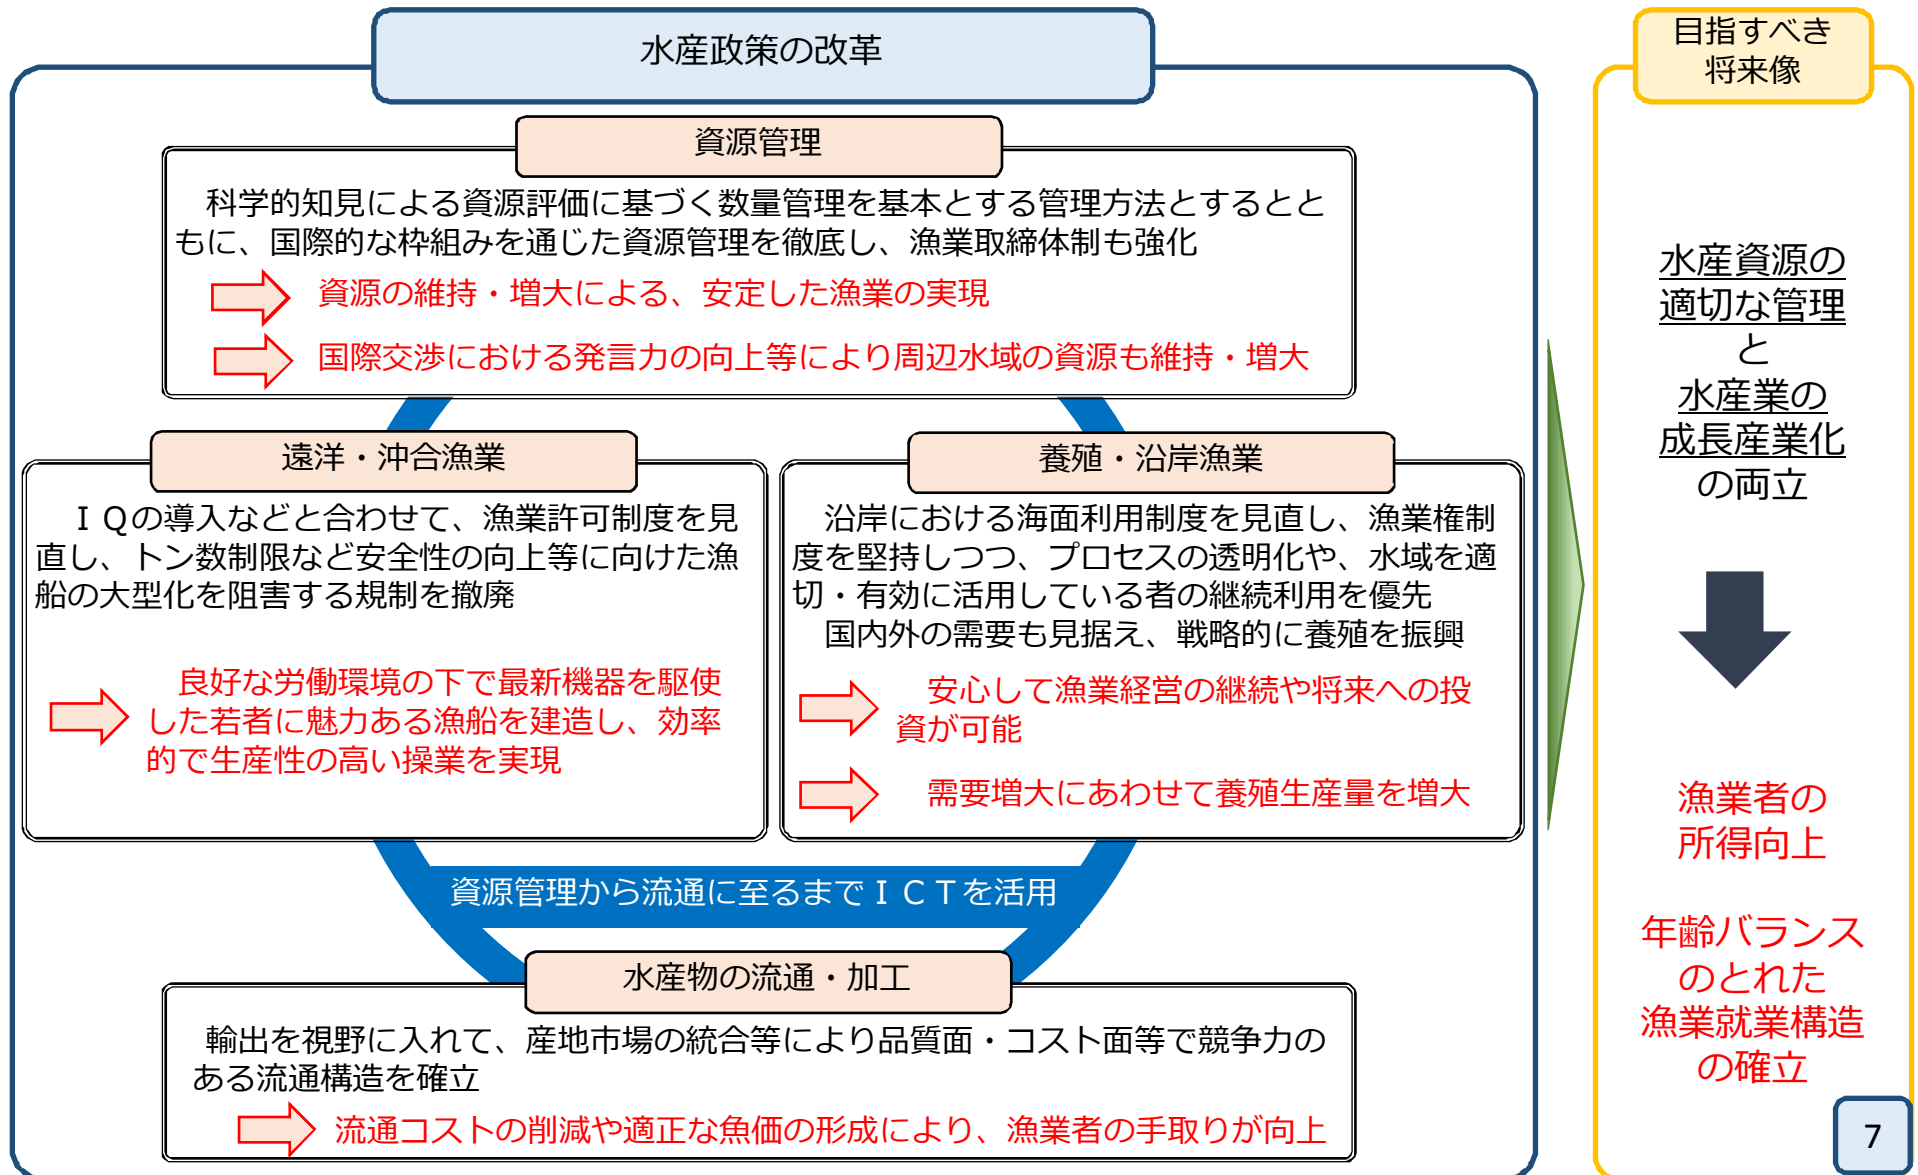 水産政策の改革
資源管理
科学的知見による資源評価に基づく数量管理を基本とする管理方法とするとと
もに、国際的な枠組みを通じた資源管理を徹底し、漁業取締体制も強化
資源の維持・増大による、安定した漁業の実現
国際交渉における発言力の向上等により周辺水域の資源も維持・増大
遠洋・沖合漁業
ＩＱの導入などと合わせて、漁業許可制度を見
直し、トン数制限など安全性の向上等に向けた漁
船の大型化を阻害する規制を撤廃
良好な労働環境の下で最新機器を駆使
した若者に魅力ある漁船を建造し、効率
的で生産性の高い操業を実現
養殖・沿岸漁業
沿岸における海面利用制度を見直し、漁業権制
度を堅持しつつ、プロセスの透明化や、水域を適
切・有効に活用している者の継続利用を優先
国内外の需要も見据え、戦略的に養殖を振興
安心して漁業経営の継続や将来への投
資が可能
需要増大にあわせて養殖生産量を増大
資源管理から流通に至るまでＩＣＴを活用
水産物の流通・加工
輸出を視野に入れて、産地市場の統合等により品質面・コスト面等で競争力の
ある流通構造を確立
流通コストの削減や適正な魚価の形成により、漁業者の手取りが向上
目指すべき
将来像
水産資源の
適切な管理
と
水産業の
成長産業化
の両立
漁業者の
所得向上
年齢バランス
のとれた
漁業就業構造
の確立
7